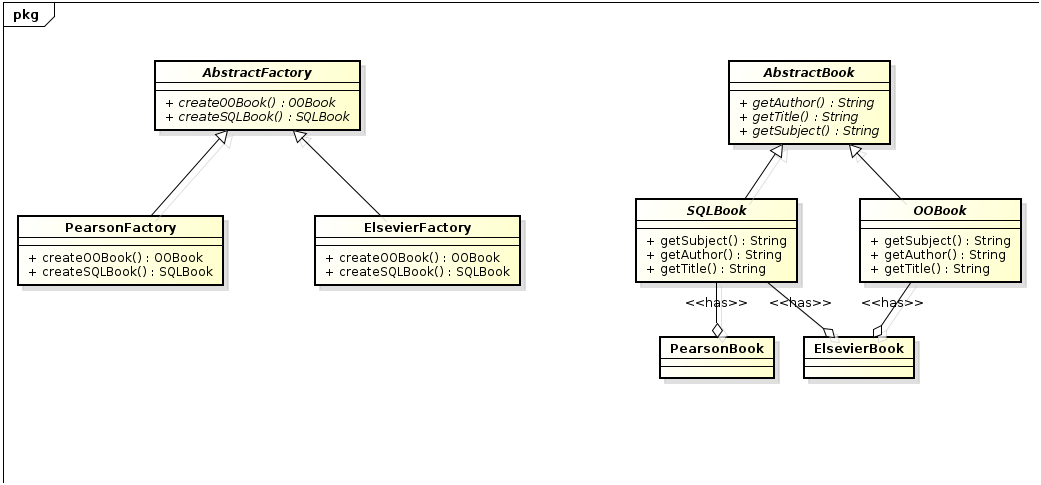 pkg
AbstractFactory
+ createOOBook() : OOBook
+ createSQLBook() : SQLBook
PearsonFactory
+ createOOBook() : OOBook
+ createSQLBook() : SQLBook
ElsevierFactory
+ createOOBook() : OOBook
+ createSQLBook() : SQLBook
AbstractBook
+ getAuthor() : String
+ getTitle() : String
+ getSubject() : String
SQLBook
+ getSubject() : String
+ getAuthor() : String
+ getTitle() : String
OOBook
+ getSubject() : String
+ getAuthor() : String
+ getTitle() : String
<<has>>
<<has>>
<<has>>
PearsonBook
ElsevierBook